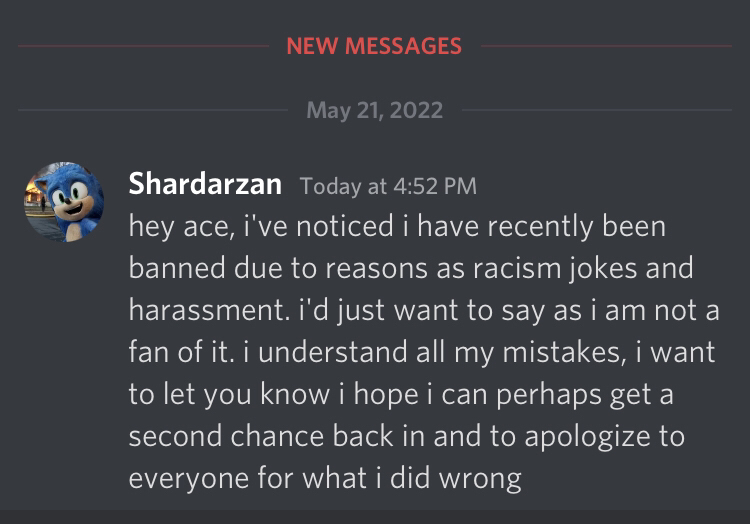 NEW MESSAGES
May 21, 2022
Shardarzan Today at 4:52 PM
hey ace, i've noticed i have recently been
banned due to reasons as racism jokes and
harassment. i'd just want to say as i am not a
fan of it. i understand all my mistakes, i want
to let you know i hope i can perhaps get a
second chance back in and to apologize to
everyone for what i did wrong